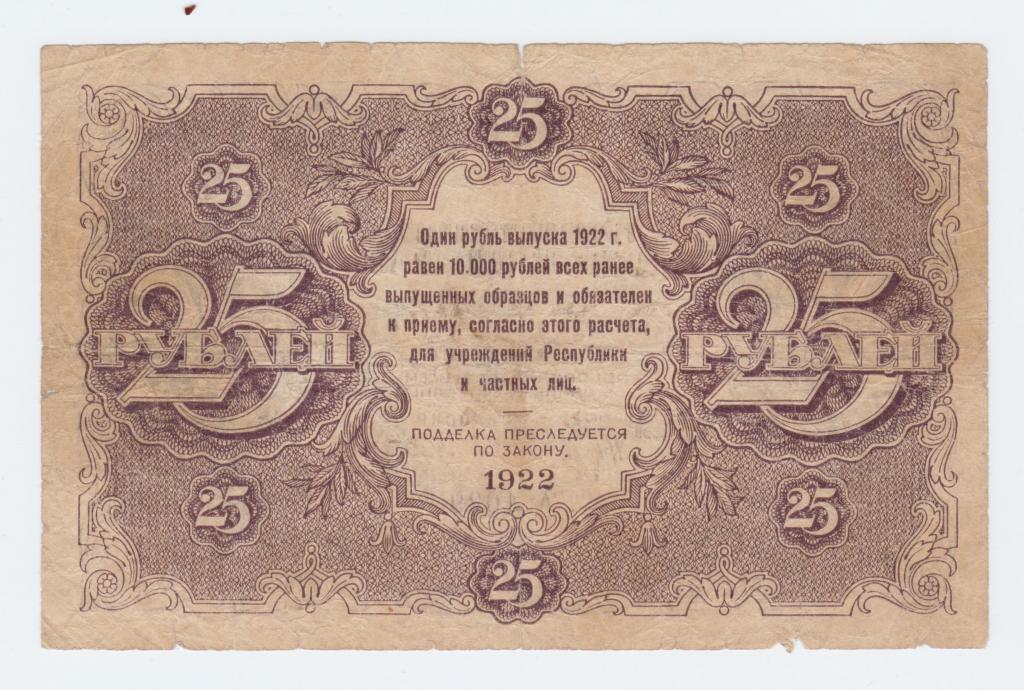 25
25
25
Один рубль выпуска 1922 г.
равен 10.000 рублей всех ранее
выпущенных образцов и обязателен
к приему, согласно этого расчета,
для учреждений Республики
и частных лиц.
25 РУБЛЕЙ
25 РУБЛЕЙ
ПОДДЕЛКА ПРЕСЛЕДУЕТСЯ
ПО ЗАКОНУ.
1922
25
25
25